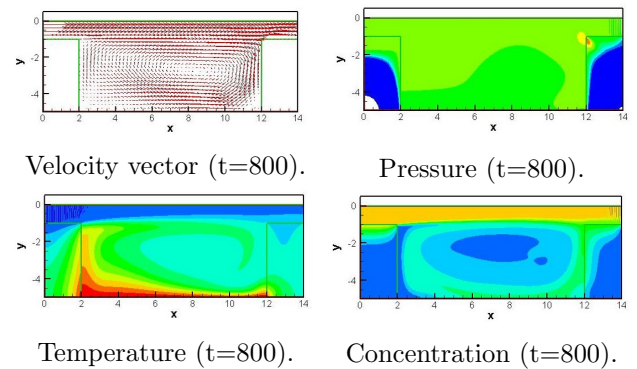 0
-2
-4
y
0 2 4 6 8 10 12 14
x
Velocity vector (t=800).
0
-2
-4
y
0 2 4 6 8 10 12 14
x
Pressure (t=800).
0
-2
-4
y
0 2 4 6 8 10 12 14
x
Temperature (t=800).
0
-2
-4
y
0 2 4 6 8 10 12 14
x
Concentration (t=800).